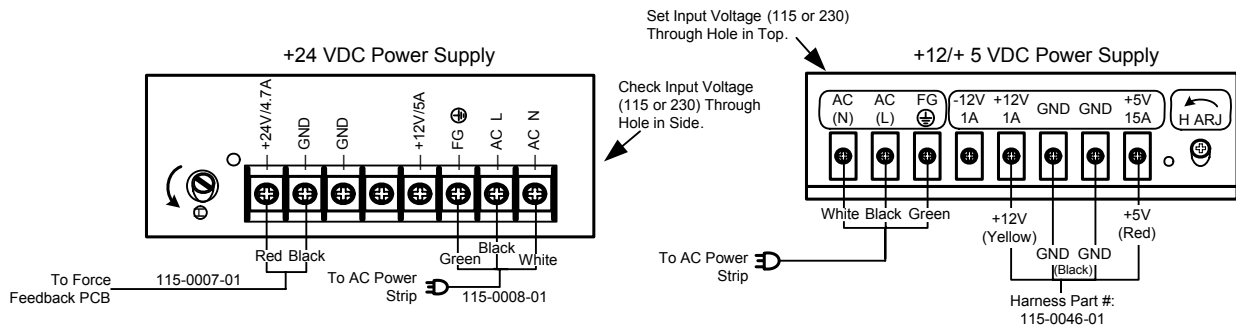 +24 VDC Power Supply
+24V/4.7A
GND
GND
+12V/5A
FG
AC L
AC N
Red Black
Green
Black
White
To Force
Feedback PCB
115-0007-01
To AC Power
Strip
115-0008-01
Check Input Voltage
(115 or 230) Through
Hole in Side.
Set Input Voltage (115 or 230)
Through Hole in Top.
+12/+ 5 VDC Power Supply
AC
(N)
AC
(L)
FG
-12V
1A
+12V
1A
GND
GND
+5V
15A
H ARJ
White Black Green
To AC Power
Strip
+12V
(Yellow)
GND GND
(Black)
+5V
(Red)
Harness Part #:
115-0046-01